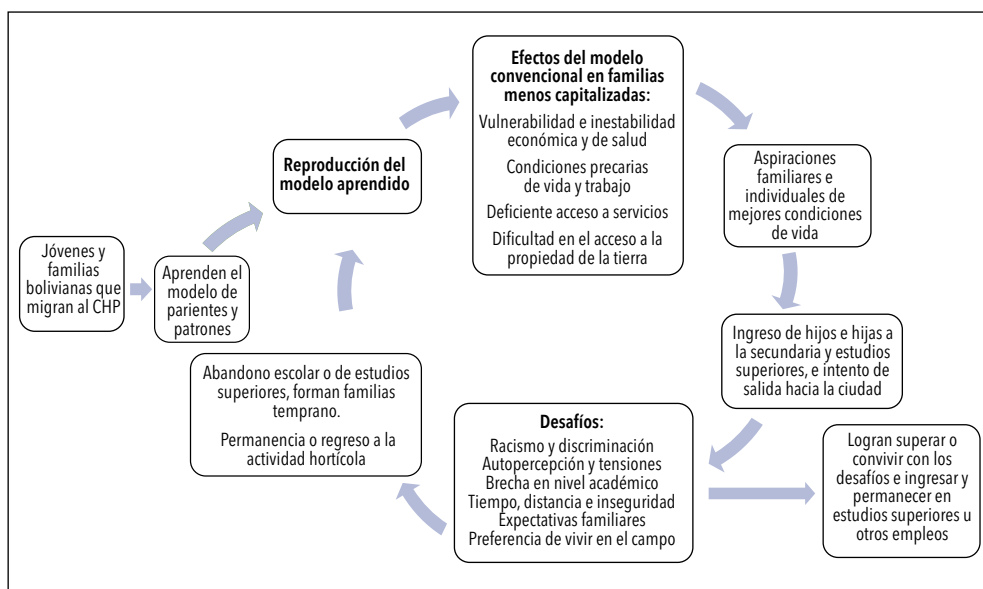 Jóvenes y
familias
bolivianas que
migran al CHP
Aprenden el
modelo de
parientes y
patrones
Reproducción del
modelo aprendido
Efectos del modelo
convencional en familias
menos capitalizadas:
Vulnerabilidad e inestabilidad
económica y de salud
Condiciones precarias
de vida y trabajo
Deficiente acceso a servicios
Dificultad en el acceso a la
propiedad de la tierra
Aspiraciones
familiares e
individuales de
mejores condiciones
de vida
Ingreso de hijos e hijas a
la secundaria y estudios
superiores, e intento de
salida hacia la ciudad
Desafíos:
Racismo y discriminación
Autopercepción y tensiones
Brecha en nivel académico
Tiempo, distancia e inseguridad
Expectativas familiares
Preferencia de vivir en el campo
Logran superar o
convivir con los
desafíos e ingresar y
permanecer en
estudios superiores u
otros empleos
Abandono escolar o de estudios
superiores, forman familias
temprano.
Permanencia o regreso a la
actividad hortícola